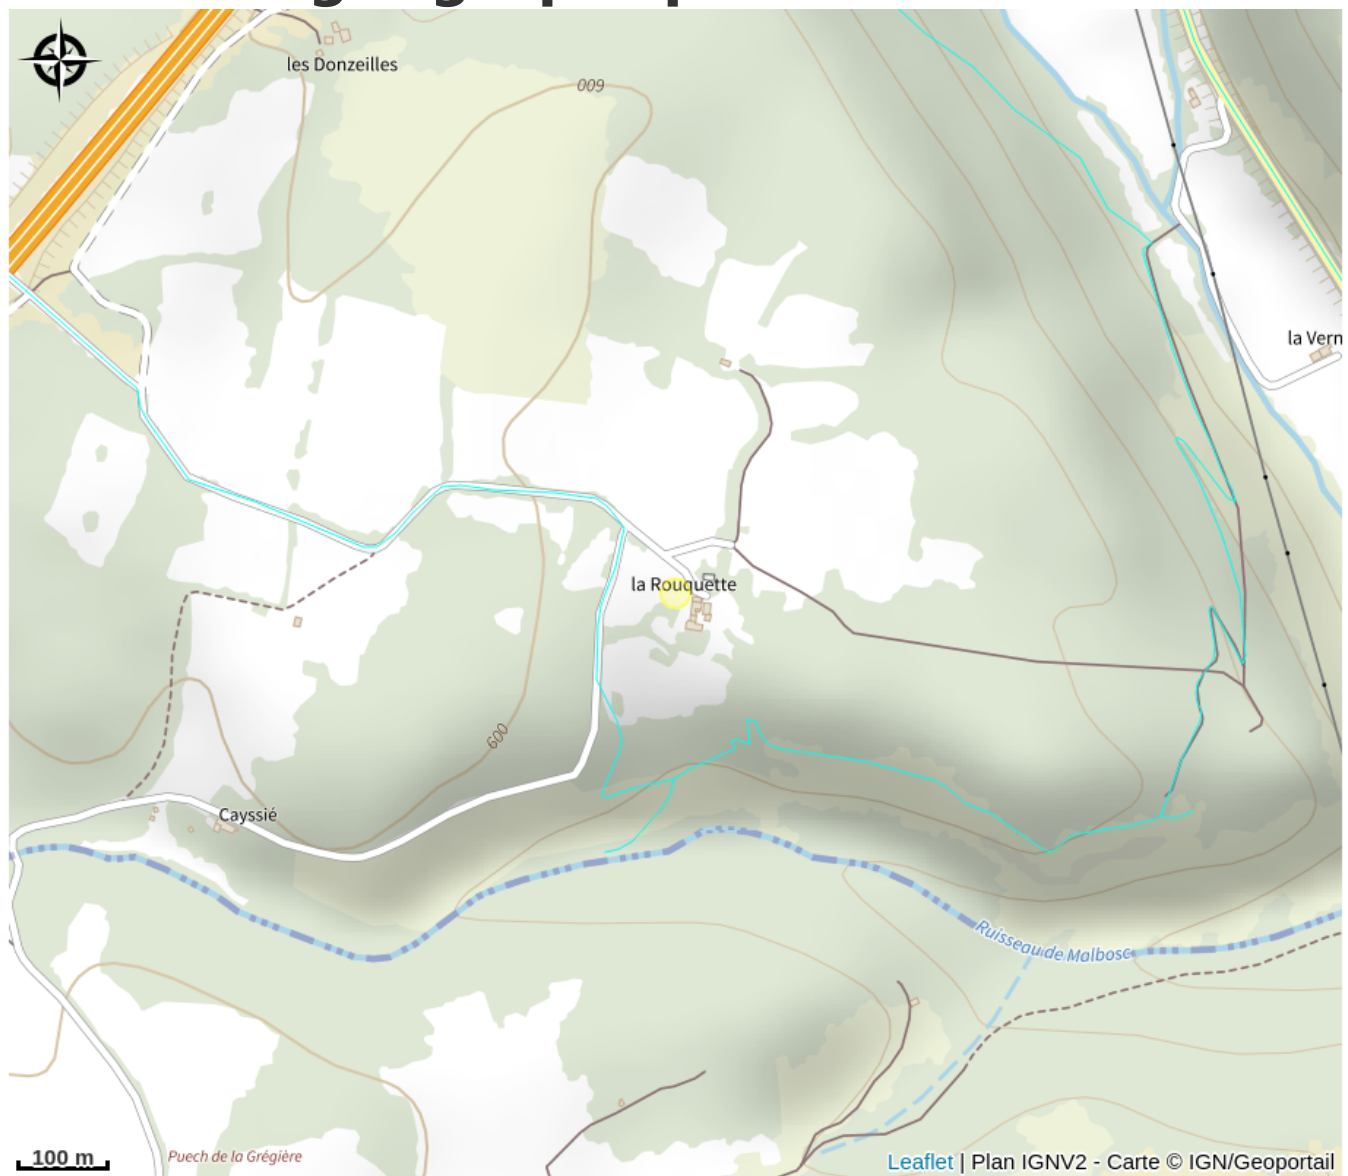 les Donzeilles
600
la Vern
la Rouquette
600
Cayssié
Ruisseau de Malbosc
Puech de la Grégière
100 m
Leaflet | Plan IGNV2 - Carte © IGN/Geoportail